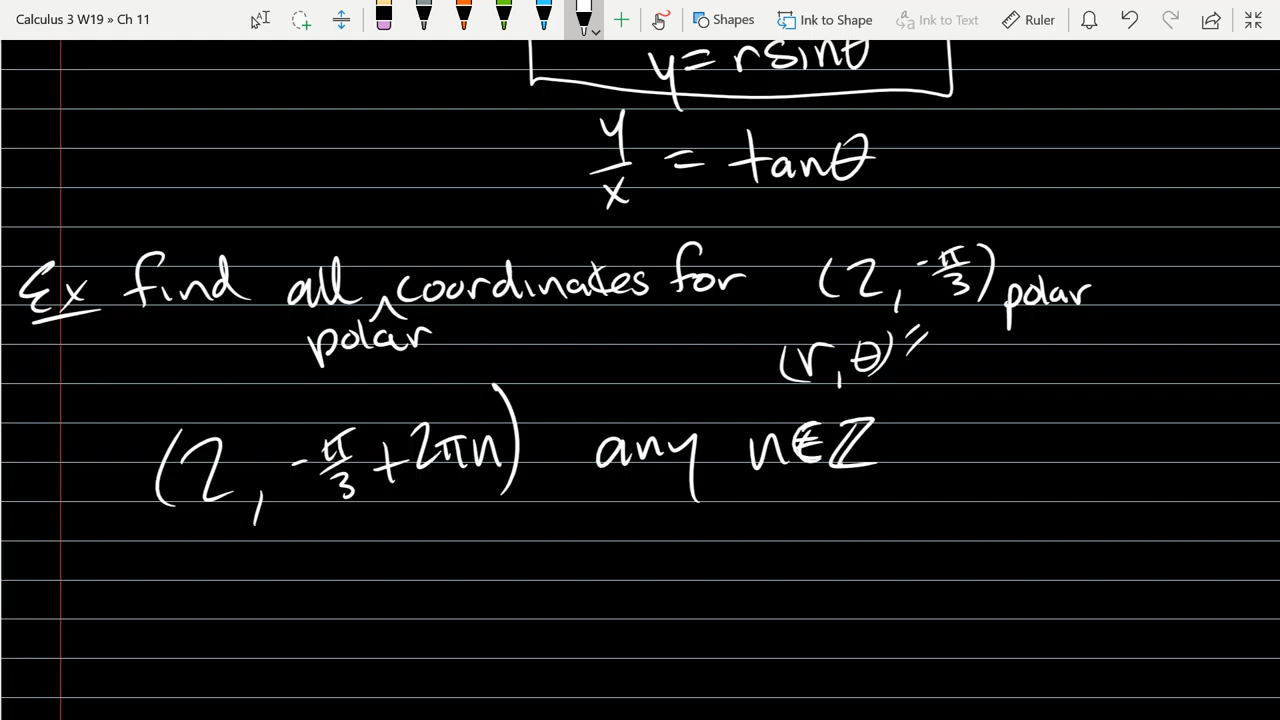 Calculus 3 W19 » Ch 11
Shapes
Ink to Shape
Ink to Text
Ruler
y = r sinθ
y/x = tanθ
Ex find all polar coordinates for (2, -π/3) polar
(r, θ) =
(2, -π/3 + 2πn) any n∈ℤ